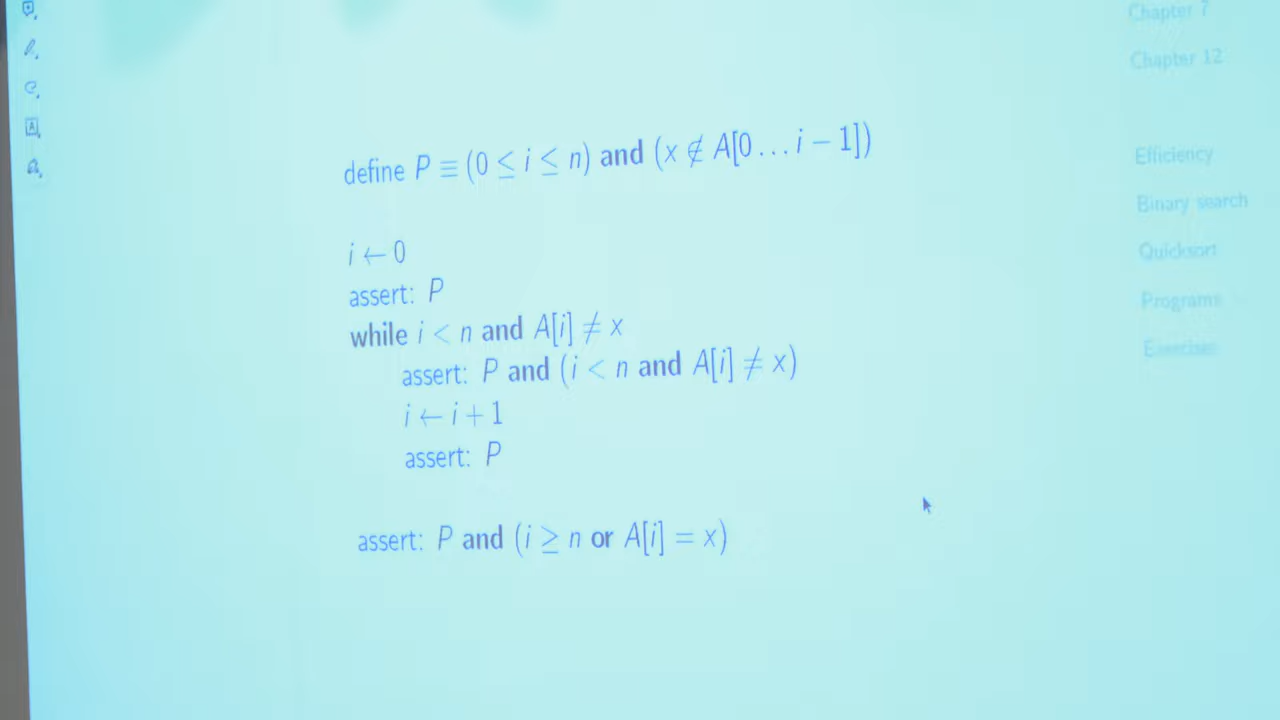 Chapter 7
Chapter 12
define P ≡ (0 ≤ i ≤ n) and (x ∉ A[0…i − 1])
Efficiency
Binary search
i ← 0
Quicksort
assert: P
Programs
while i < n and A[i] ≠ x
Exercise
assert: P and (i < n and A[i] ≠ x)
i ← i + 1
assert: P
assert: P and (i ≥ n or A[i] = x)